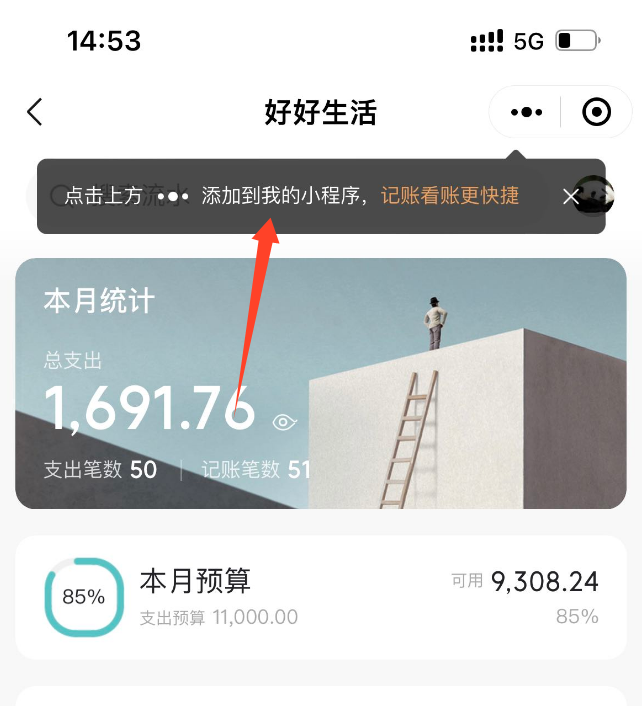 14:53 5G
好好生活
点击上方 ••• 添加到我的小程序，记账看账更快捷
本月统计
总支出
1,691.76
支出笔数 50 | 记账笔数 51
85% 本月预算 可用 9,308.24
支出预算 11,000.00 85%